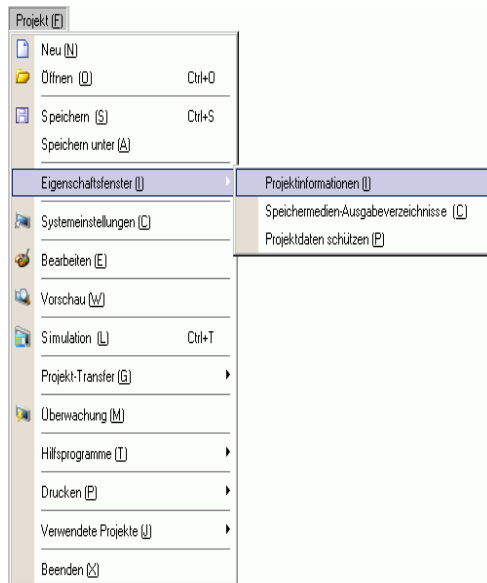 Projekt (F)
Neu (N)
Öffnen (O) Ctrl+O
Speichern (S) Ctrl+S
Speichern unter (A)
Eigenschaftsfenster (I)
Projektinformationen (I)
Speichermedien-Ausgabeverzeichnisse (C)
Projektdaten schützen (P)
Systemeinstellungen (C)
Bearbeiten (E)
Vorschau (W)
Simulation (L) Ctrl+T
Projekt-Transfer (G)
Überwachung (M)
Hilfsprogramme (T)
Drucken (P)
Verwendete Projekte (J)
Beenden (X)